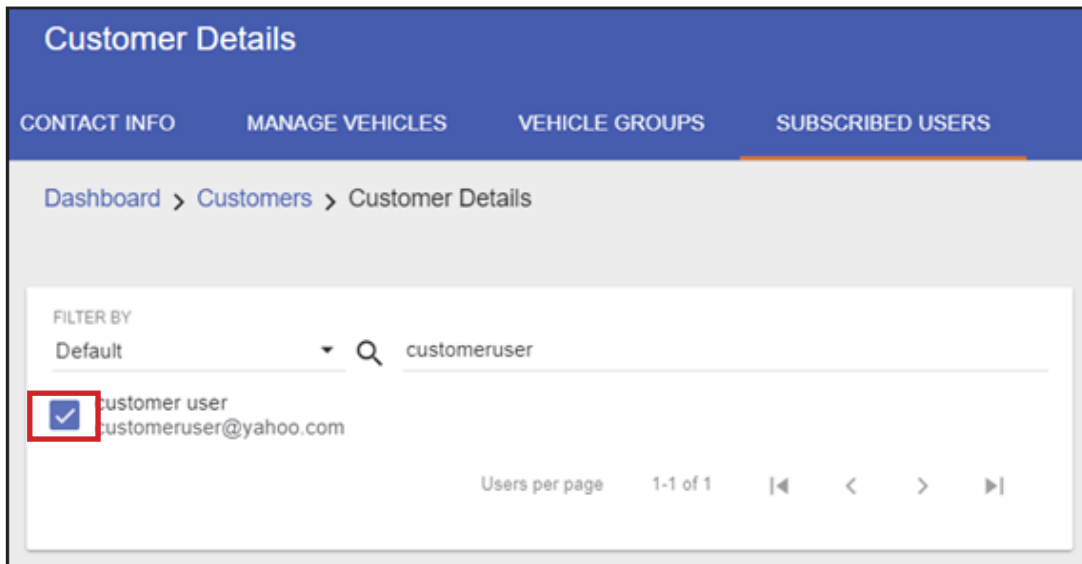 Customer Details
CONTACT INFO MANAGE VEHICLES VEHICLE GROUPS SUBSCRIBED USERS
Dashboard > Customers > Customer Details
FILTER BY
Default customeruser
customer user
customeruser@yahoo.com
Users per page 1-1 of 1